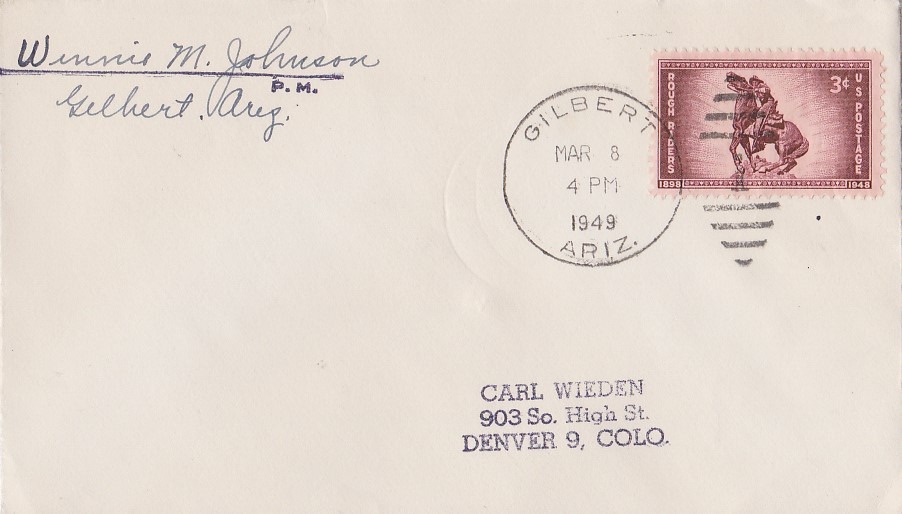 Winnie M. Johnson
P. M.
Gilbert, Ariz.
GILBERT
MAR 8
4 PM
1949
ARIZ.
ROUGH RIDERS
3¢
U S POSTAGE
1898
1948
CARL WIEDEN
903 So. High St.
DENVER 9, COLO.